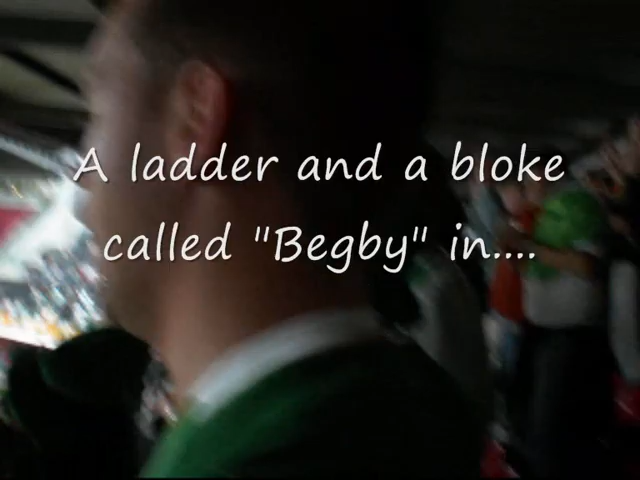 A ladder and a bloke
called "Begby" in....